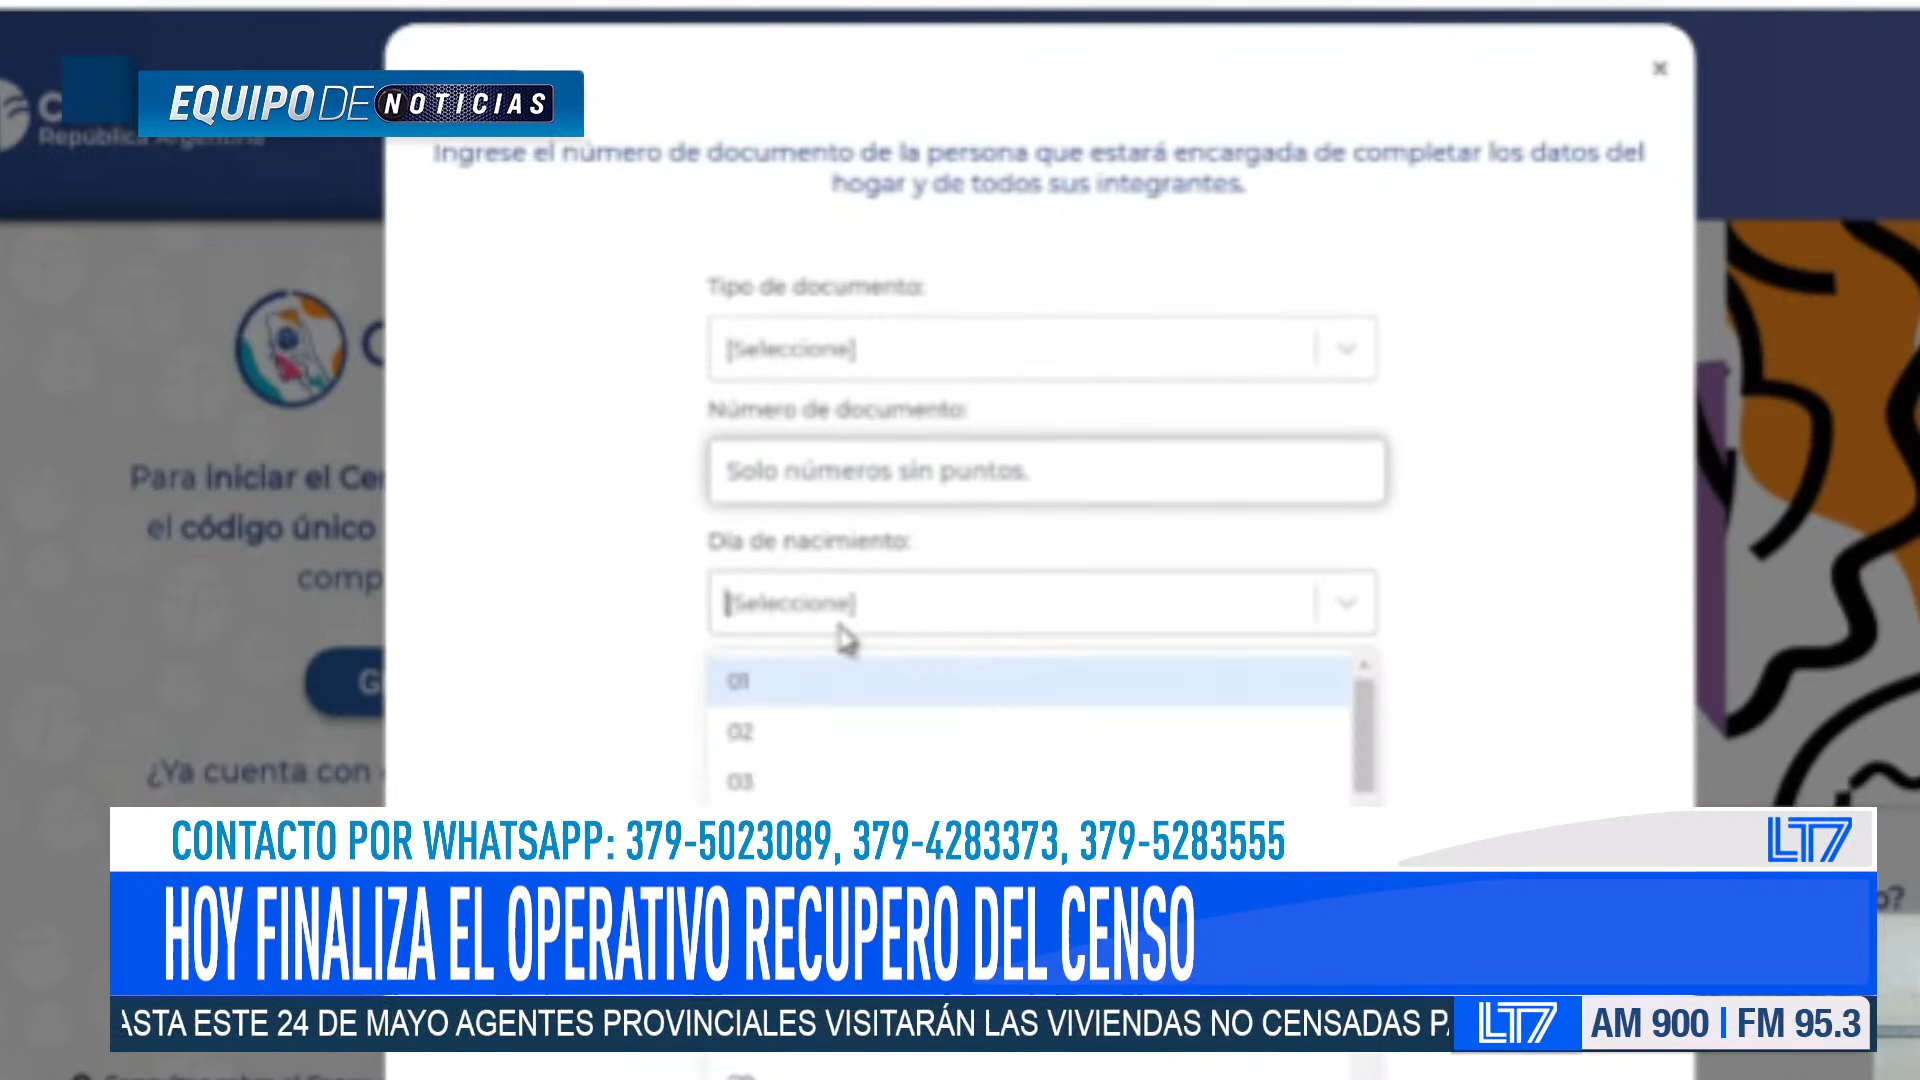 EQUIPO DE NOTICIAS
República Argentina
Ingrese el número de documento de la persona que estará encargada de completar los datos del
hogar y de todos sus integrantes.
Tipo de documento:
[Seleccione]
Número de documento:
Solo números sin puntos.
Día de nacimiento:
[Seleccione]
01
02
03
Para iniciar el Cen
el código único
comp
¿Ya cuenta con
CONTACTO POR WHATSAPP: 379-5023089, 379-4283373, 379-5283555
LT7
HOY FINALIZA EL OPERATIVO RECUPERO DEL CENSO
ASTA ESTE 24 DE MAYO AGENTES PROVINCIALES VISITARÁN LAS VIVIENDAS NO CENSADAS PA
LT7 AM 900 | FM 95.3